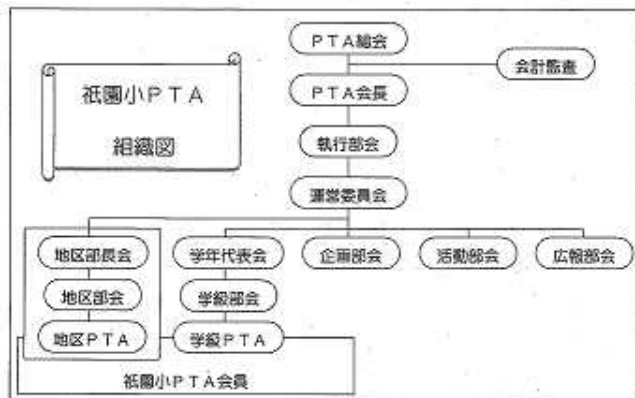 PTA総会
会計監査
祇園小PTA
組織図
PTA会長
執行部会
運営委員会
地区部長会
学年代表会
企画部会
活動部会
広報部会
地区部会
学級部会
地区PTA
学級PTA
祇園小PTA会員